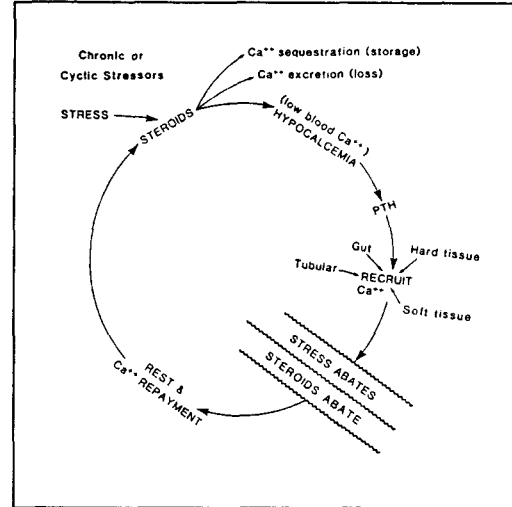 Chronic or
Cyclic Stressors
Ca⁺⁺ sequestration (storage)
Ca⁺⁺ excretion (loss)
STRESS
STEROIDS
(low blood Ca⁺⁺)
HYPOCALCEMIA
PTH
Gut
Hard tissue
Tubular
RECRUIT
Ca⁺⁺
Soft tissue
STRESS ABATES
STEROIDS ABATE
REST &
Ca⁺⁺ REPAYMENT